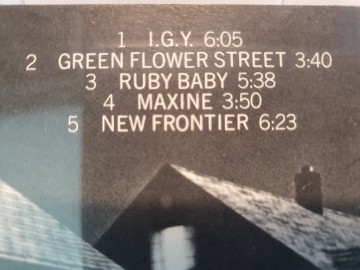 1 I.G.Y. 6:05
2 GREEN FLOWER STREET 3:40
3 RUBY BABY 5:38
4 MAXINE 3:50
5 NEW FRONTIER 6:23